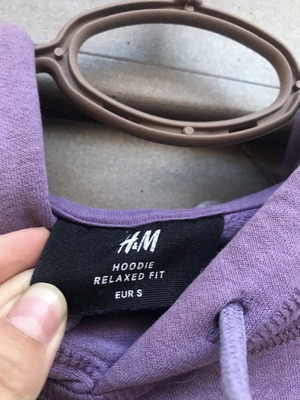 H&M
HOODIE
RELAXED FIT
EUR S